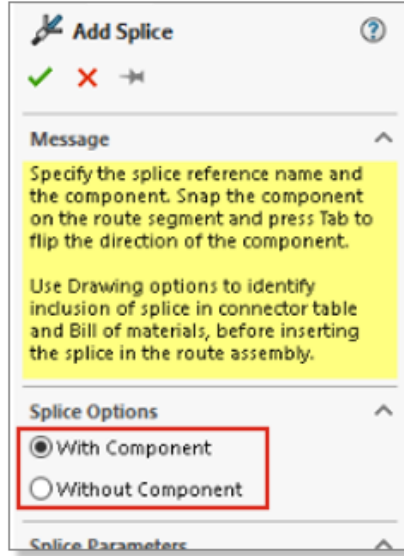 Add Splice
Message
Specify the splice reference name and
the component. Snap the component
on the route segment and press Tab to
flip the direction of the component.
Use Drawing options to identify
inclusion of splice in connector table
and Bill of materials, before inserting
the splice in the route assembly.
Splice Options
With Component
Without Component
Splice Parameters